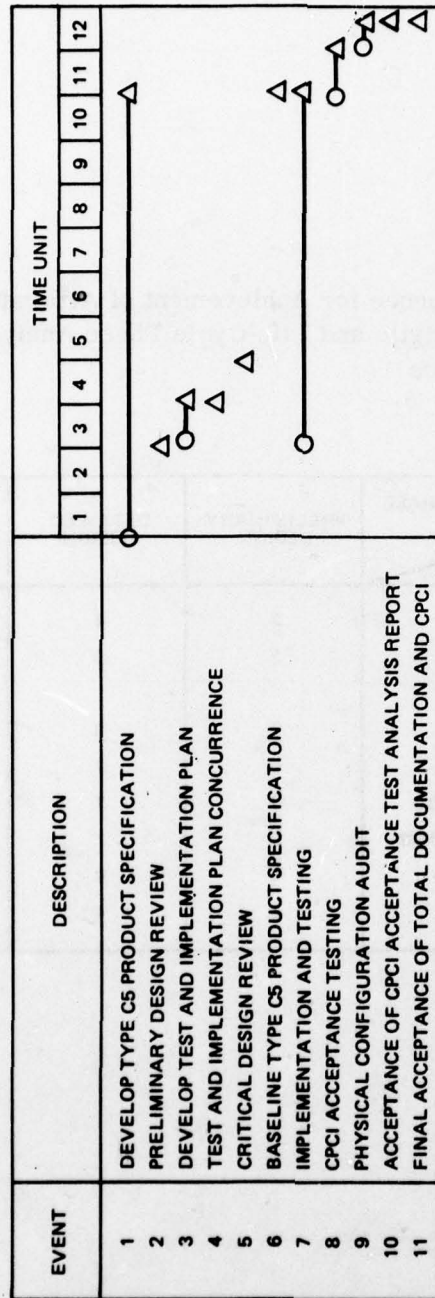 EVENT DESCRIPTION TIME UNIT
1 2 3 4 5 6 7 8 9 10 11 12
1 DEVELOP TYPE C5 PRODUCT SPECIFICATION
2 PRELIMINARY DESIGN REVIEW
3 DEVELOP TEST AND IMPLEMENTATION PLAN
4 TEST AND IMPLEMENTATION PLAN CONCURRENCE
5 CRITICAL DESIGN REVIEW
6 BASELINE TYPE C5 PRODUCT SPECIFICATION
7 IMPLEMENTATION AND TESTING
8 CPCI ACCEPTANCE TESTING
9 PHYSICAL CONFIGURATION AUDIT
10 ACCEPTANCE OF CPCI ACCEPTANCE TEST ANALYSIS REPORT
11 FINAL ACCEPTANCE OF TOTAL DOCUMENTATION AND CPCI